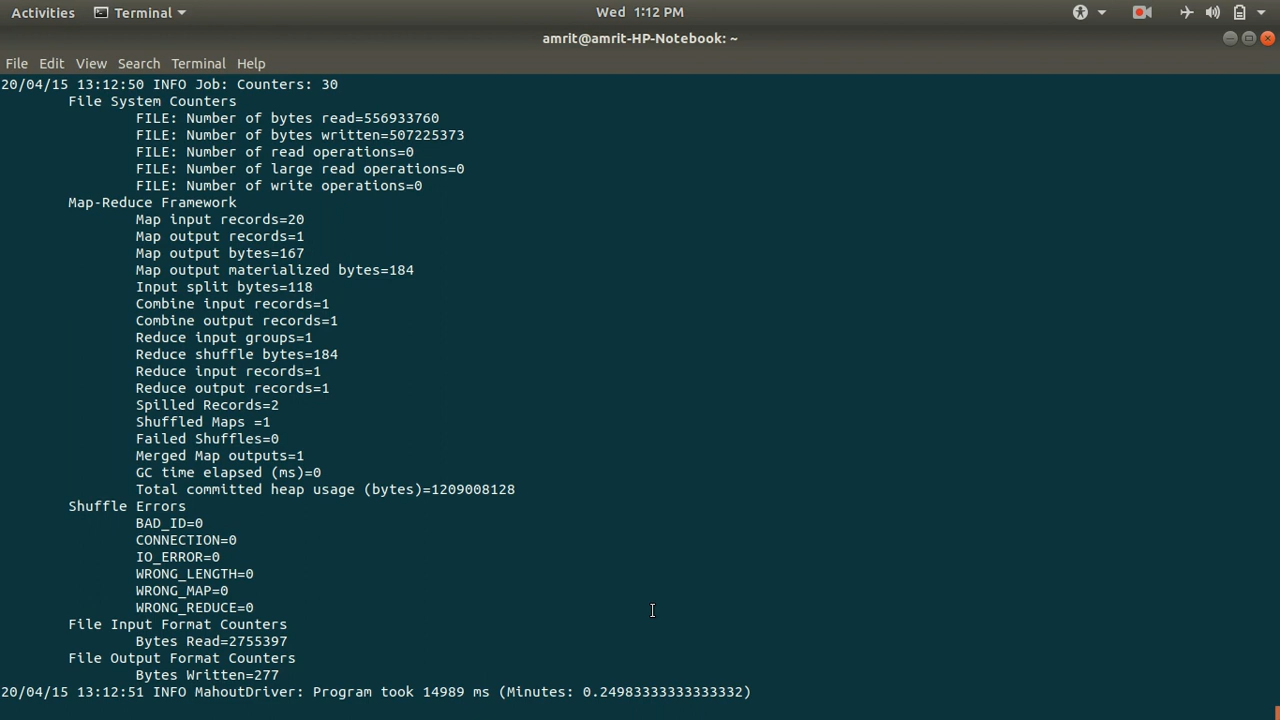 Activities Terminal Wed 1:12 PM
amrit@amrit-HP-Notebook: ~
File Edit View Search Terminal Help
20/04/15 13:12:50 INFO Job: Counters: 30
File System Counters
FILE: Number of bytes read=556933760
FILE: Number of bytes written=507225373
FILE: Number of read operations=0
FILE: Number of large read operations=0
FILE: Number of write operations=0
Map-Reduce Framework
Map input records=20
Map output records=1
Map output bytes=167
Map output materialized bytes=184
Input split bytes=118
Combine input records=1
Combine output records=1
Reduce input groups=1
Reduce shuffle bytes=184
Reduce input records=1
Reduce output records=1
Spilled Records=2
Shuffled Maps =1
Failed Shuffles=0
Merged Map outputs=1
GC time elapsed (ms)=0
Total committed heap usage (bytes)=1209008128
Shuffle Errors
BAD_ID=0
CONNECTION=0
IO_ERROR=0
WRONG_LENGTH=0
WRONG_MAP=0
WRONG_REDUCE=0
File Input Format Counters
Bytes Read=2755397
File Output Format Counters
Bytes Written=277
20/04/15 13:12:51 INFO MahoutDriver: Program took 14989 ms (Minutes: 0.24983333333333332)